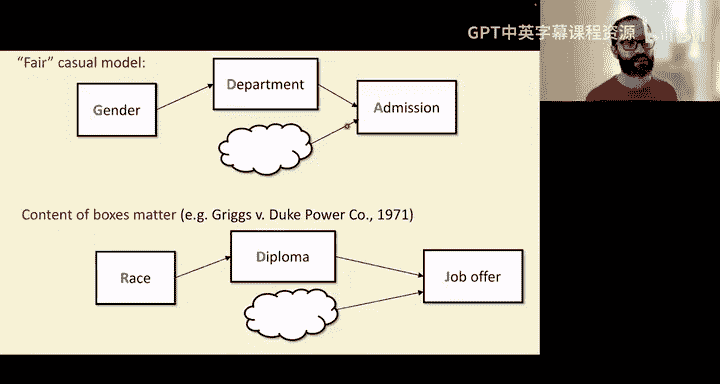 GPT中英字幕课程资源
"Fair" casual model:
Gender
Department
Admission
Content of boxes matter (e.g. Griggs v. Duke Power Co., 1971)
Race
Diploma
Job offer